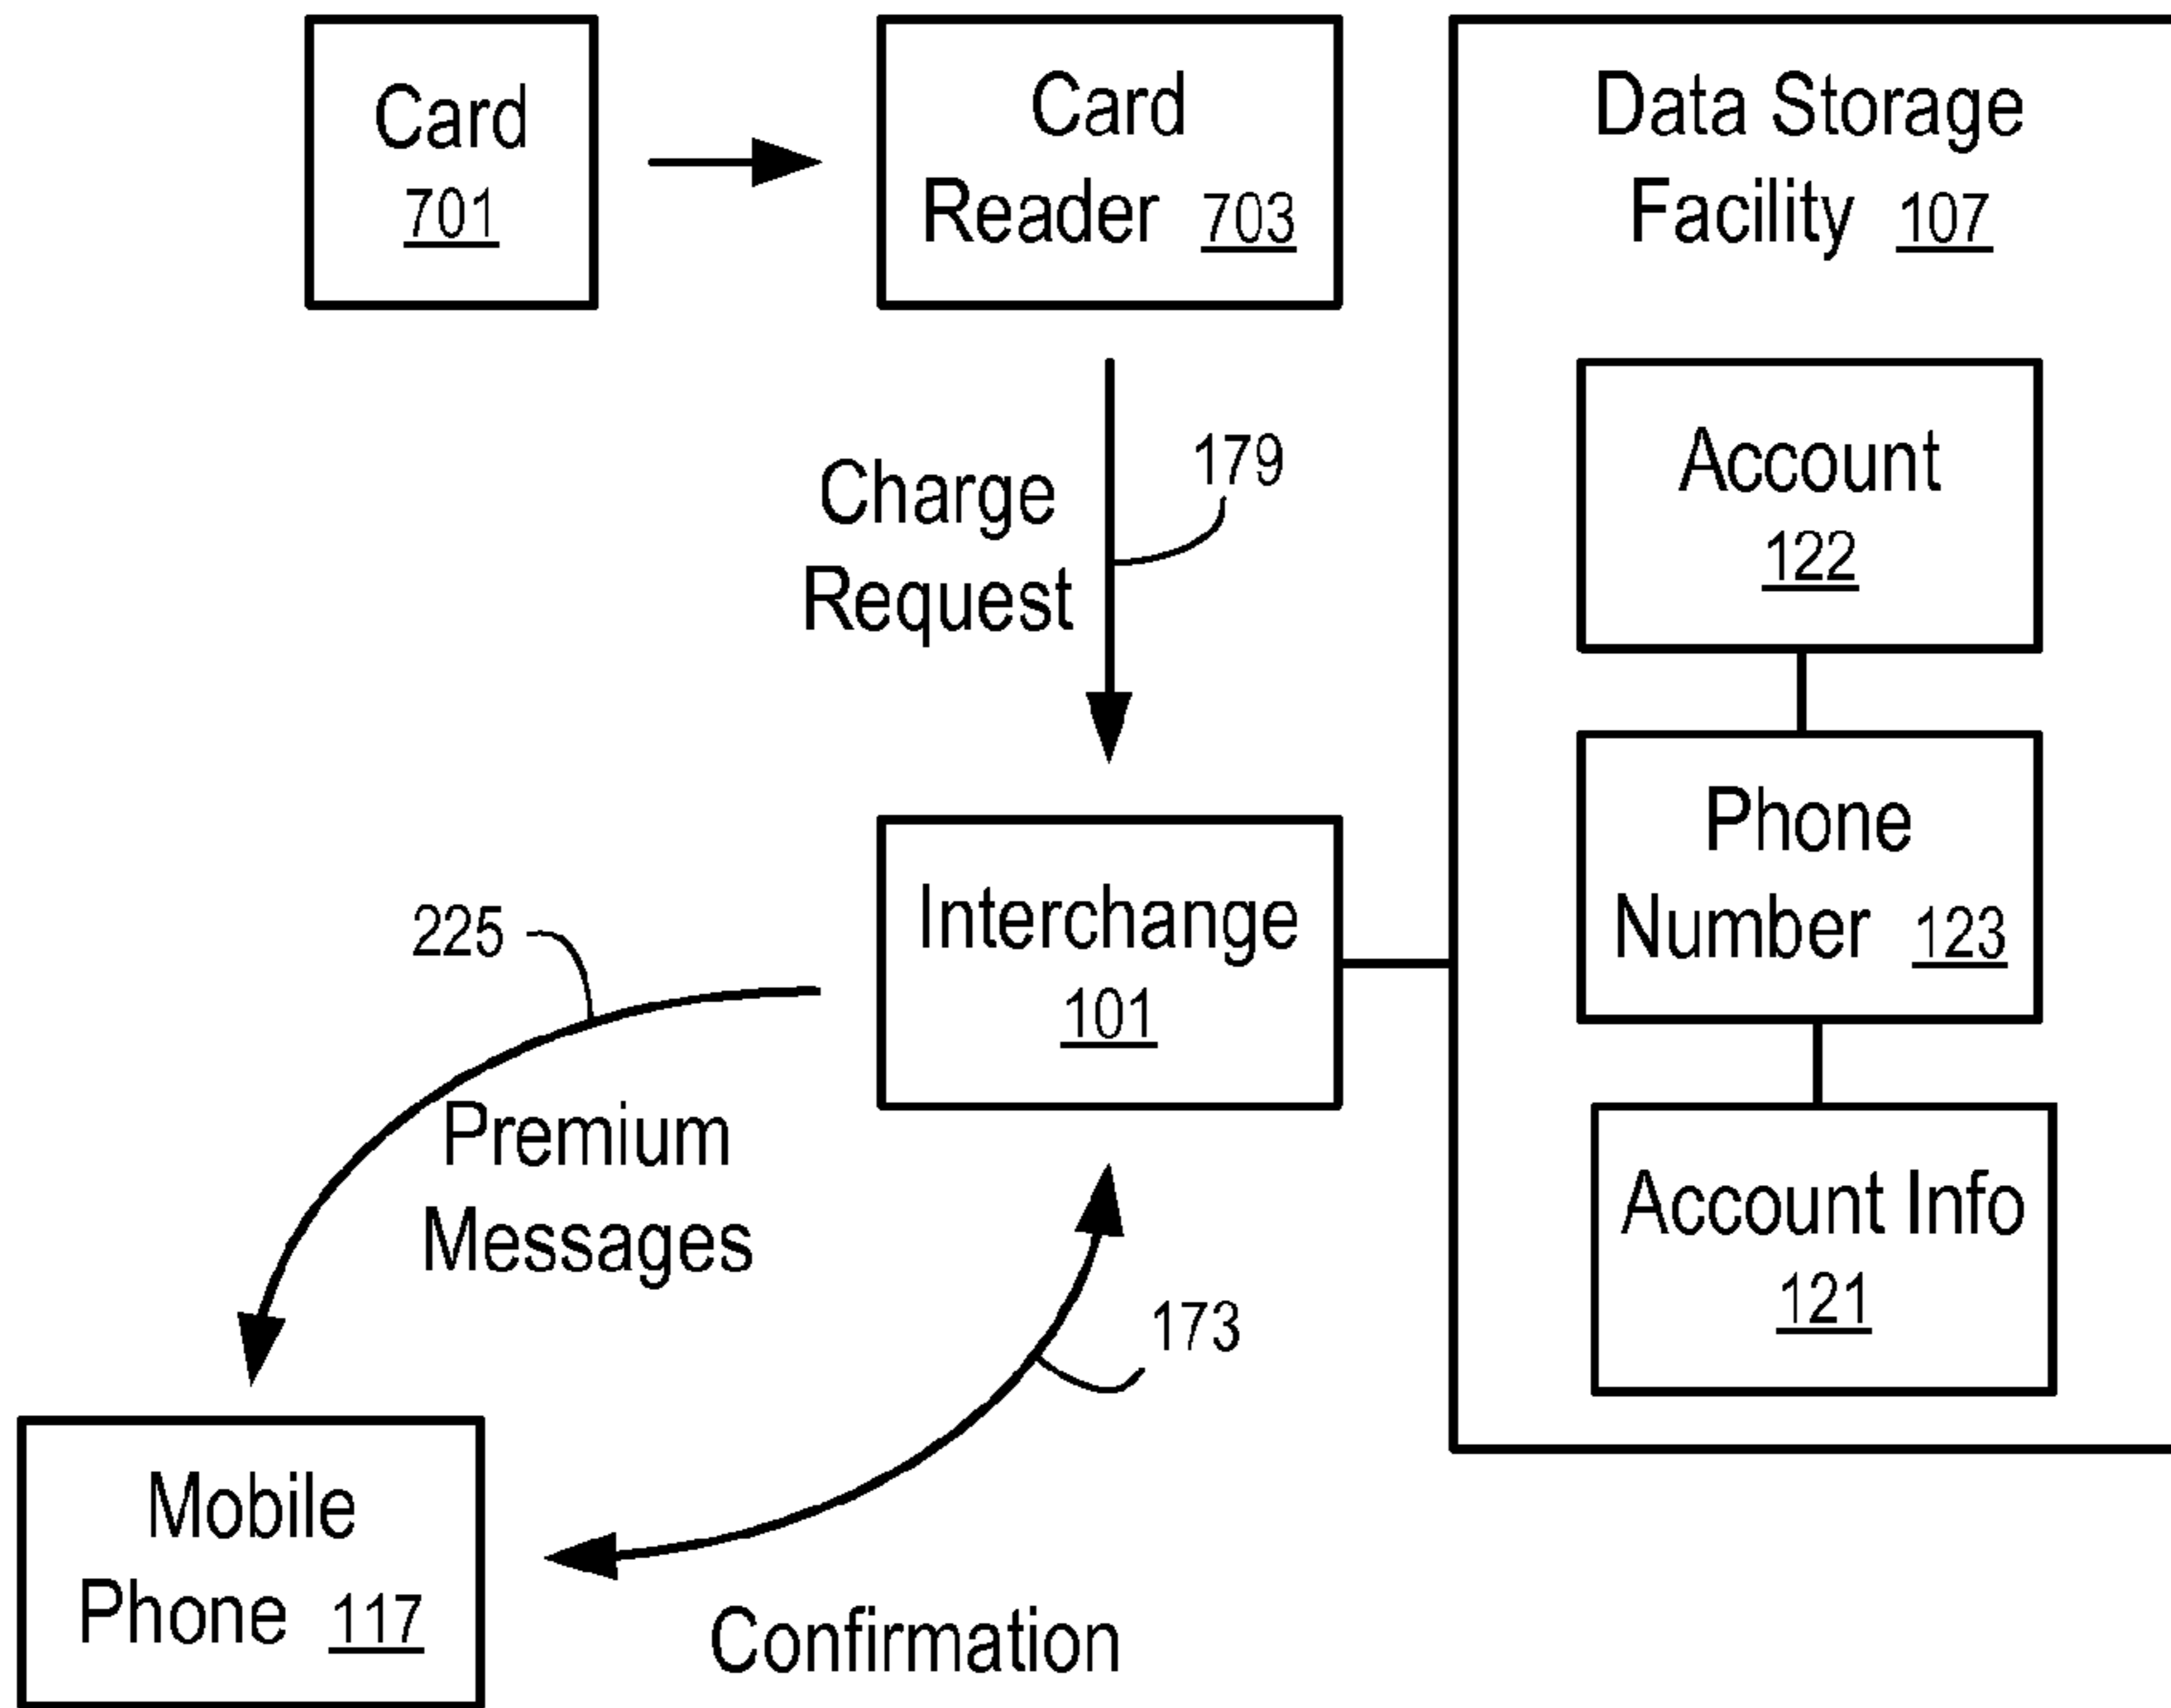 Card
701
Card
Reader 703
Data Storage
Facility 107
Charge
Request
179
Account
122
Phone
Number 123
Account Info
121
Interchange
101
225
Premium
Messages
173
Mobile
Phone 117
Confirmation